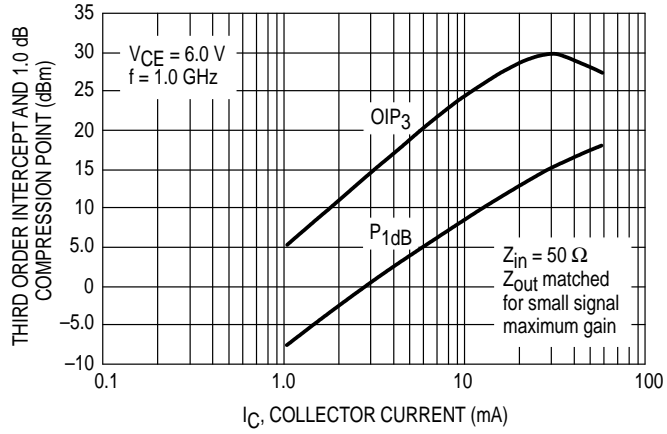 THIRD ORDER INTERCEPT AND 1.0 dB
COMPRESSION POINT (dBm)
35
30
25
20
15
10
5.0
0
–5.0
–10
VCE = 6.0 V
f = 1.0 GHz
OIP3
P1dB
Zin = 50 Ω
Zout matched
for small signal
maximum gain
0.1
1.0
10
100
IC, COLLECTOR CURRENT (mA)